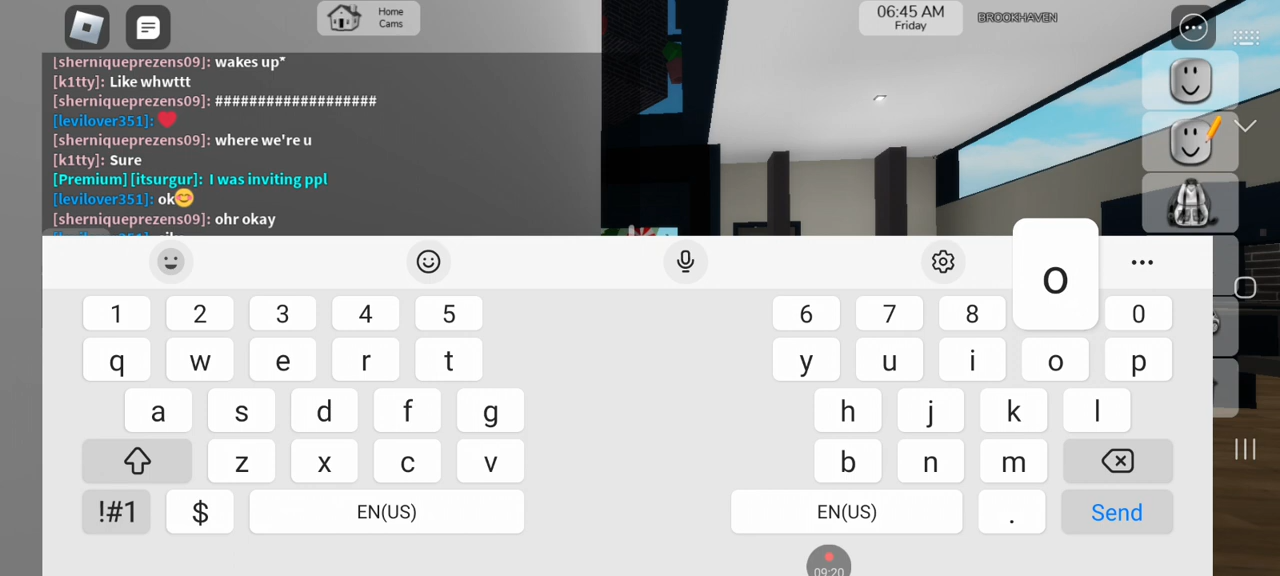 Home
Cams
06:45 AM
Friday
BROOKHAVEN
[sherniqueprezens09]: wakes up*
[k1tty]: Like whwttt
[sherniqueprezens09]: ###################
[levilover351]: ❤️
[sherniqueprezens09]: where we're u
[k1tty]: Sure
[Premium] [itsurgur]: I was inviting ppl
[levilover351]: ok😊
[sherniqueprezens09]: ohr okay
o
1 2 3 4 5 6 7 8 0
q w e r t y u i o p
a s d f g h j k l
z x c v b n m
!#1 $ EN(US) EN(US) . Send
09:20